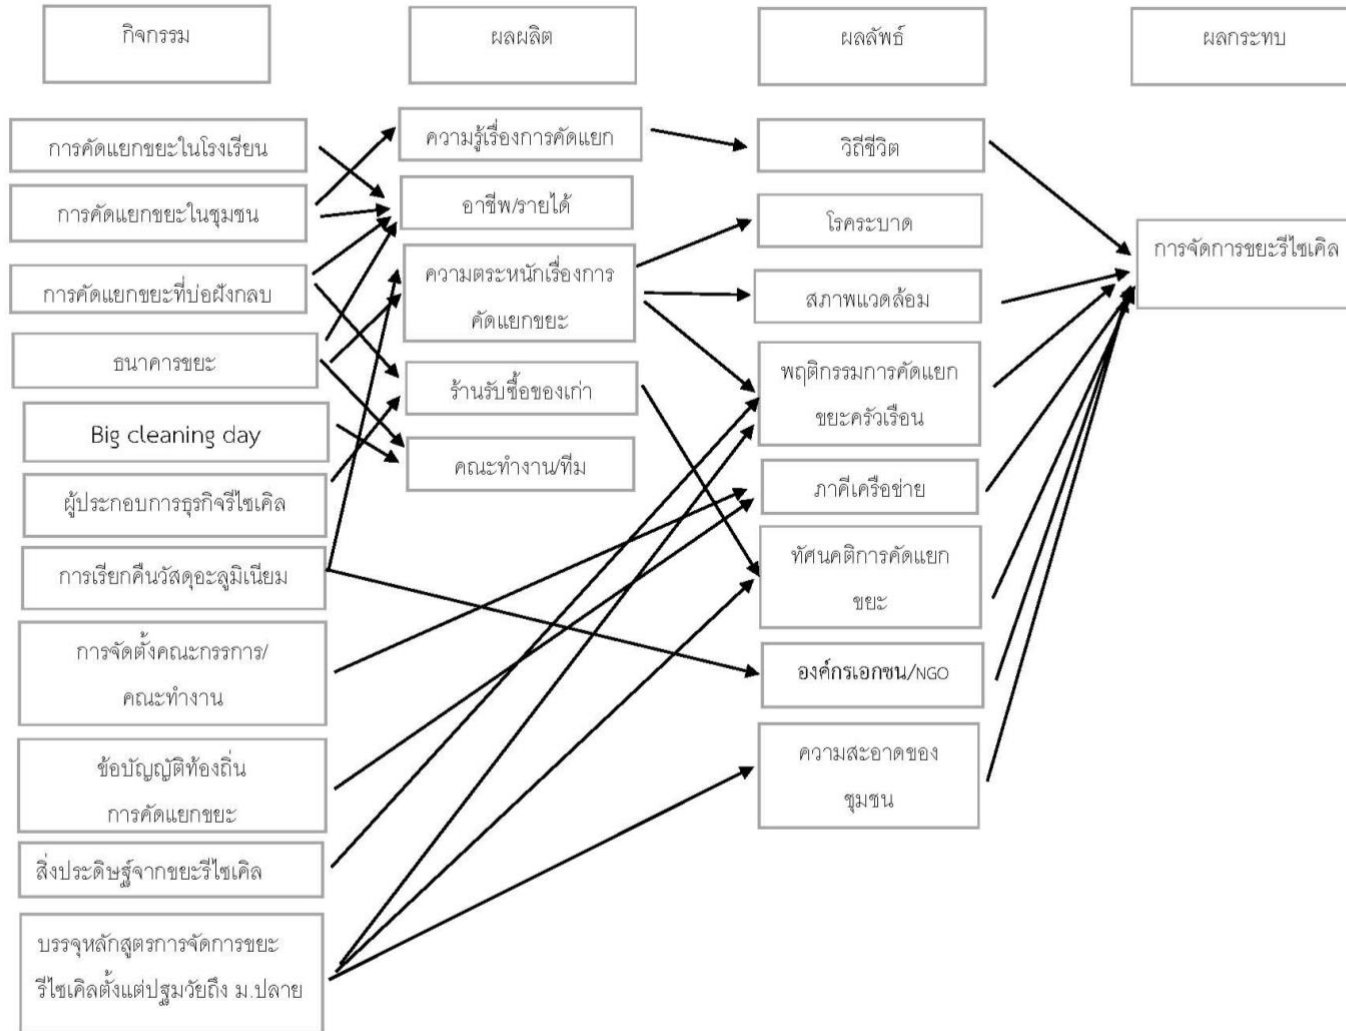 กิจกรรม
ผลผลิต
ผลลัพธ์
ผลกระทบ
การคัดแยกขยะในโรงเรียน
การคัดแยกขยะในชุมชน
การคัดแยกขยะที่บ่อฝังกลบ
ธนาคารขยะ
Big cleaning day
ผู้ประกอบการธุรกิจรีไซเคิล
การเรียกคืนวัสดุอะลูมิเนียม
การจัดตั้งคณะกรรการ/
คณะทำงาน
ข้อบัญญัติท้องถิ่น
การคัดแยกขยะ
สิ่งประดิษฐ์จากขยะรีไซเคิล
บรรจุหลักสูตรการจัดการขยะ
รีไซเคิลตั้งแต่ปฐมวัยถึง ม.ปลาย
ความรู้เรื่องการคัดแยก
อาชีพ/รายได้
ความตระหนักเรื่องการ
คัดแยกขยะ
ร้านรับซื้อของเก่า
คณะทำงาน/ทีม
วิถีชีวิต
โรคระบาด
สภาพแวดล้อม
พฤติกรรมการคัดแยก
ขยะครัวเรือน
ภาคีเครือข่าย
ทัศนคติการคัดแยก
ขยะ
องค์กรเอกชน/NGO
ความสะอาดของ
ชุมชน
การจัดการขยะรีไซเคิล